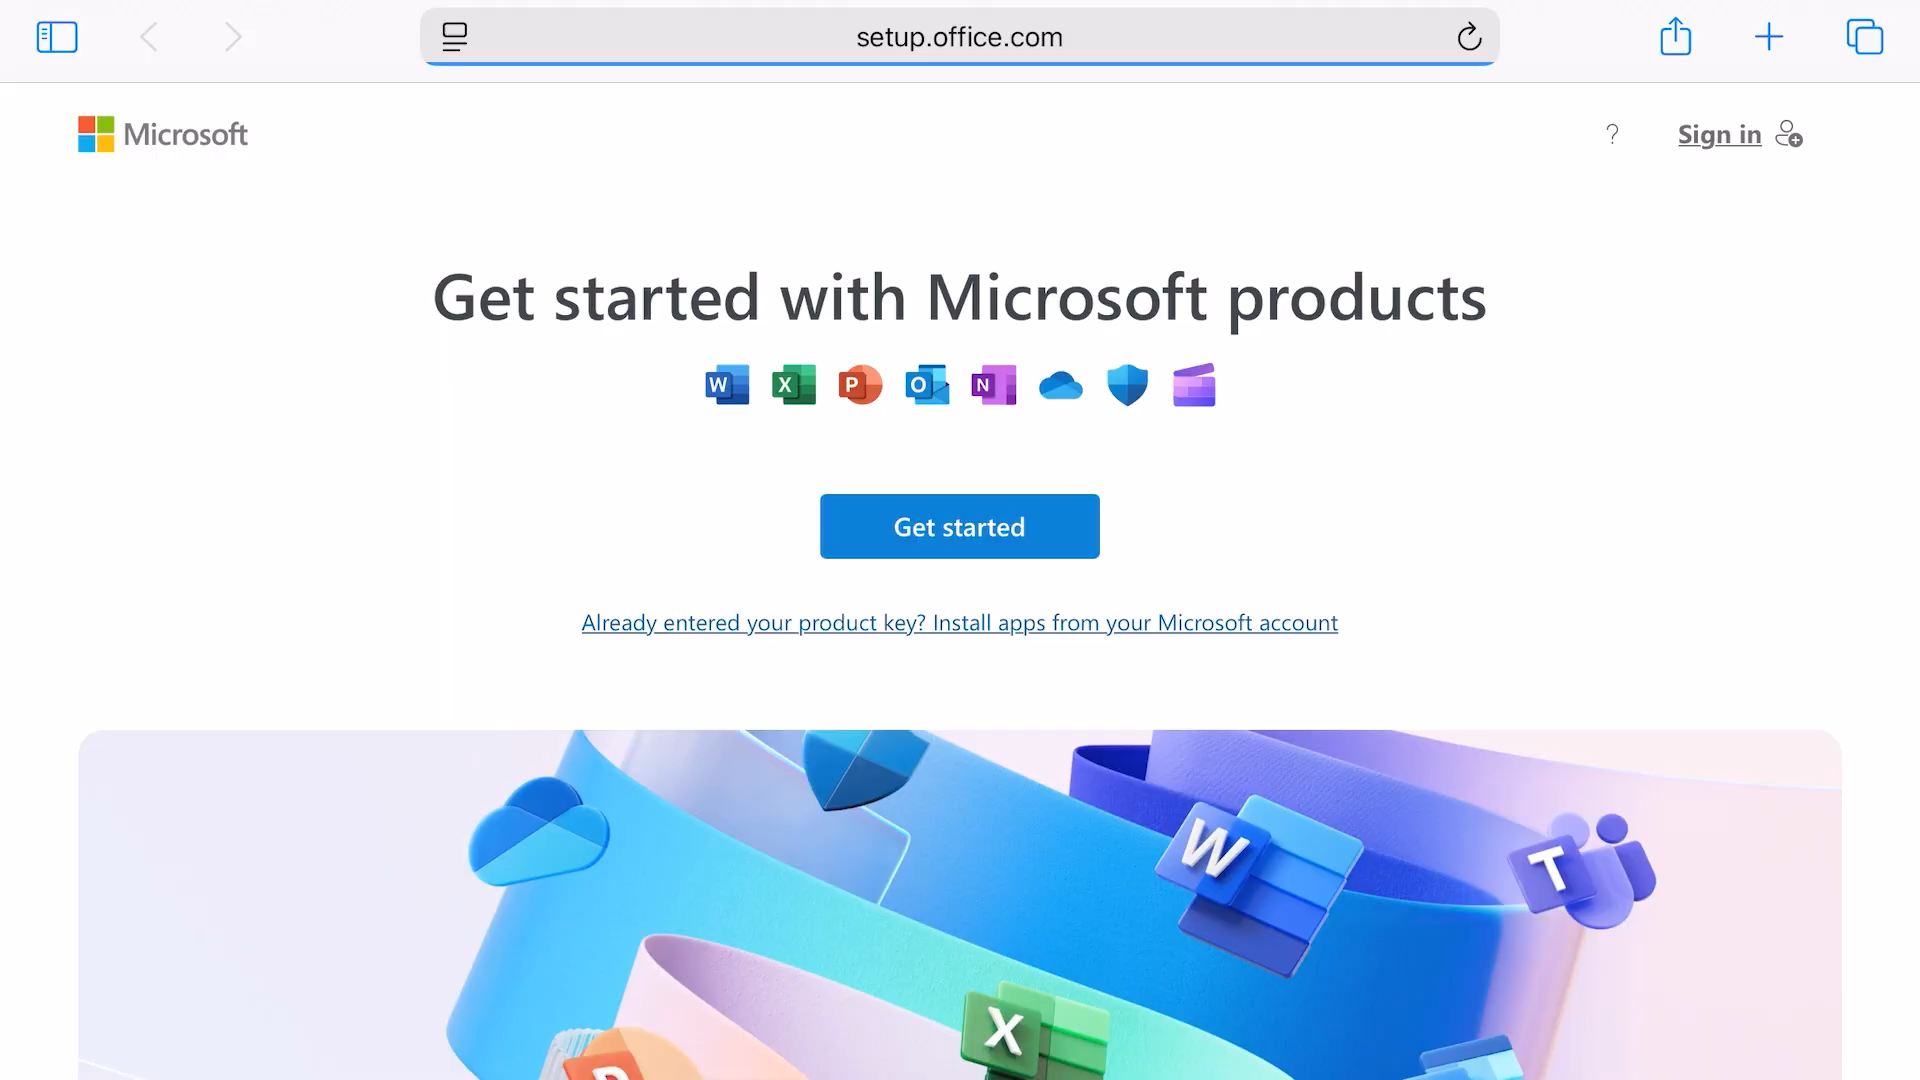 setup.office.com
Microsoft
?
Sign in
Get started with Microsoft products
W X P O N
Get started
Already entered your product key? Install apps from your Microsoft account
W
T
X
P